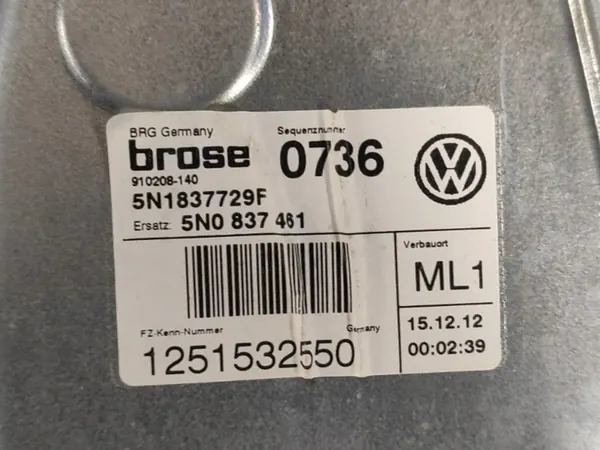 BRG Germany
Sequenznummer
brose
0736
910208-140
5N1837729F
Ersatz: 5N0 837 461
Verbauort
ML1
FZ-Kenn-Nummer
Germany
1251532550
15.12.12
00:02:39